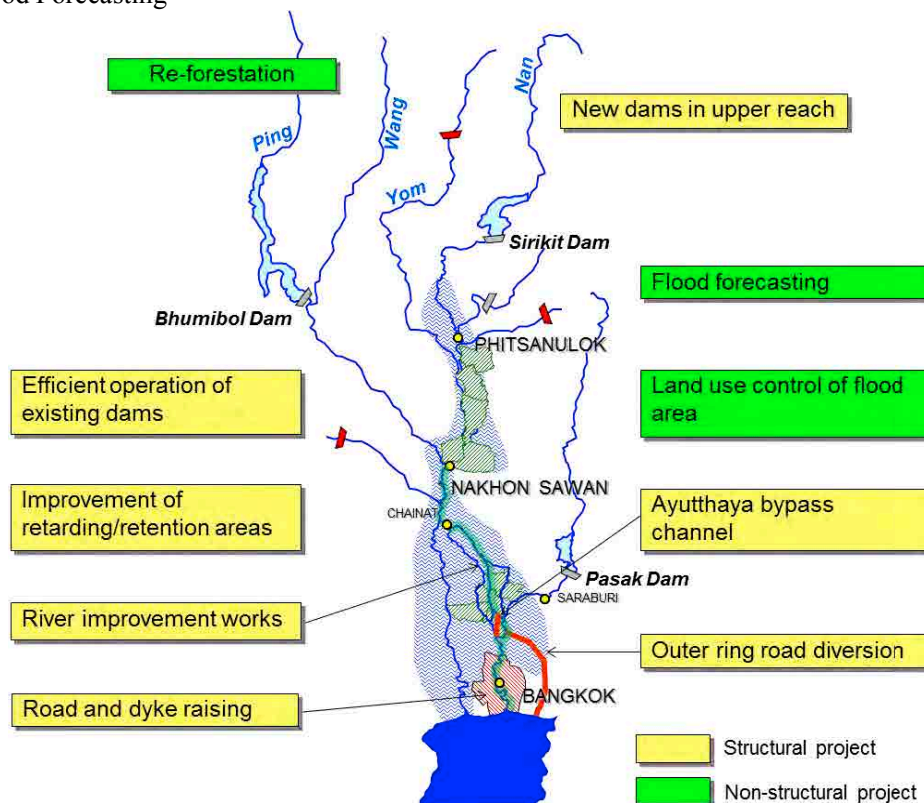 od Forecasting
Re-forestation
Nan
New dams in upper reach
Ping
Wang
Yom
Sirikit Dam
Flood forecasting
Bhumibol Dam
PHITSANULOK
Efficient operation of
existing dams
Land use control of flood
area
NAKHON SAWAN
Improvement of
retarding/retention areas
CHAINAT
Ayutthaya bypass
channel
Pasak Dam
SARABURI
River improvement works
Outer ring road diversion
Road and dyke raising
BANGKOK
Structural project
Non-structural project